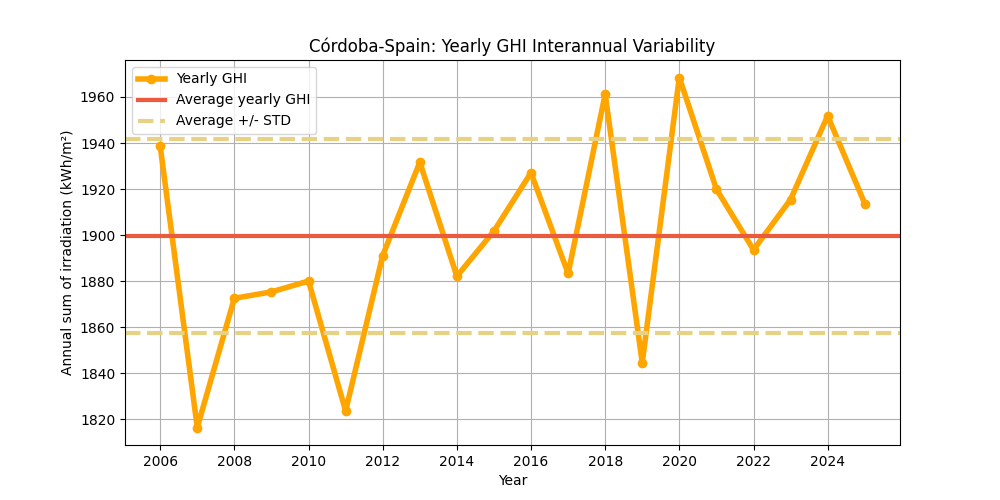 Córdoba-Spain: Yearly GHI Interannual Variability
Yearly GHI
Average yearly GHI
Average +/- STD
Annual sum of irradiation (kWh/m²)
1960
1940
1920
1900
1880
1860
1840
1820
2006 2008 2010 2012 2014 2016 2018 2020 2022 2024
Year